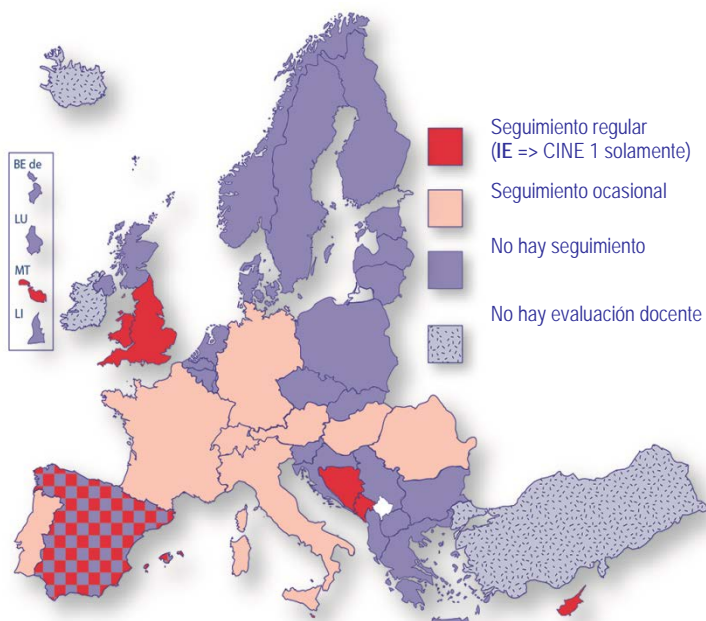 Seguimiento regular
(IE => CINE 1 solamente)
Seguimiento ocasional
No hay seguimiento
No hay evaluación docente
BE de
LU
MT
LI